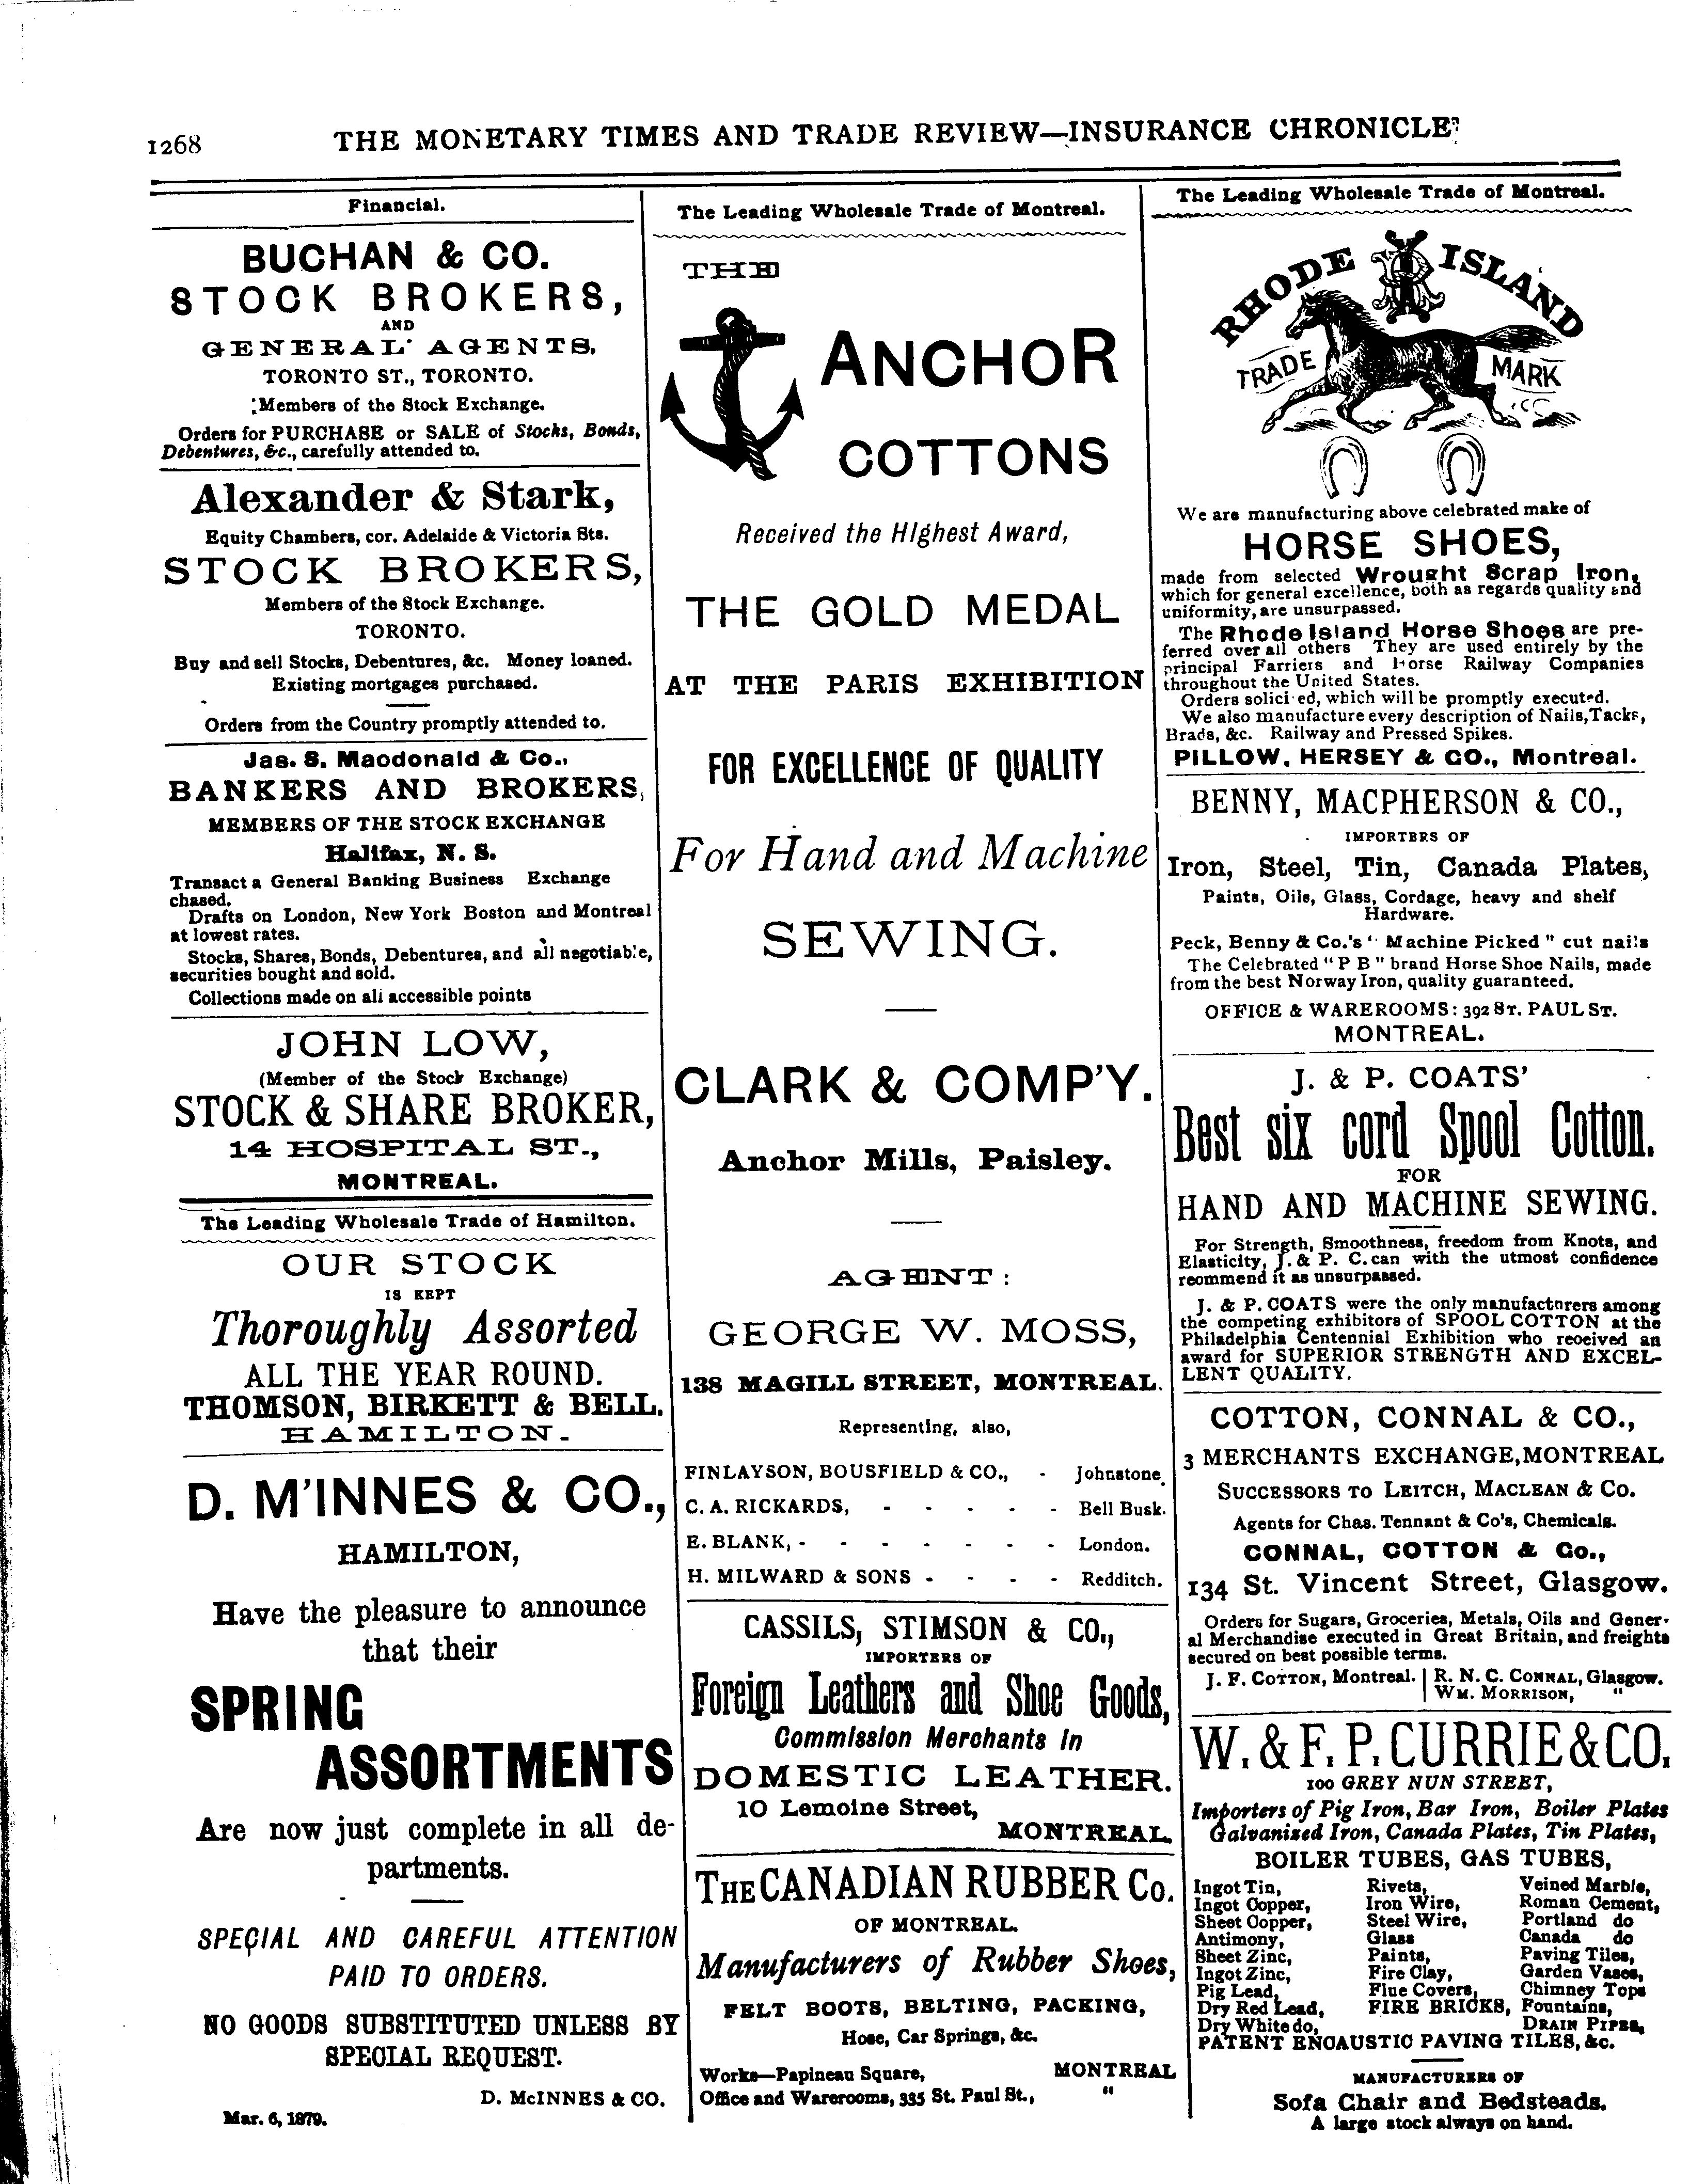 1268
THE MONETARY TIMES AND TRADE REVIEW—INSURANCE CHRONICLE
Financial.
BUCHAN & CO.
STOCK BROKERS,
AND
GENERAL AGENTS,
TORONTO ST., TORONTO.
Members of the Stock Exchange.
Orders for PURCHASE or SALE of Stocks, Bonds,
Debentures, &c., carefully attended to.
Alexander & Stark,
Equity Chambers, cor. Adelaide & Victoria Sts.
STOCK BROKERS,
Members of the Stock Exchange.
TORONTO.
Buy and sell Stocks, Debentures, &c. Money loaned.
Existing mortgages purchased.
Orders from the Country promptly attended to.
Jas. S. Macdonald & Co.,
BANKERS AND BROKERS,
MEMBERS OF THE STOCK EXCHANGE
Halifax, N. S.
Transact a General Banking Business Exchange
chased.
Drafts on London, New York Boston and Montreal
at lowest rates.
Stocks, Shares, Bonds, Debentures, and all negotiable,
securities bought and sold.
Collections made on all accessible points
JOHN LOW,
(Member of the Stock Exchange)
STOCK & SHARE BROKER,
14 HOSPITAL ST.,
MONTREAL.
The Leading Wholesale Trade of Hamilton.
OUR STOCK
IS KEPT
Thoroughly Assorted
ALL THE YEAR ROUND.
THOMSON, BIRKETT & BELL.
HAMILTON.
D. M'INNES & CO.,
HAMILTON,
Have the pleasure to announce
that their
SPRING
ASSORTMENTS
Are now just complete in all de-
partments.
SPECIAL AND CAREFUL ATTENTION
PAID TO ORDERS.
NO GOODS SUBSTITUTED UNLESS BY
SPECIAL REQUEST.
D. McINNES & CO.
Mar. 6, 1879.
The Leading Wholesale Trade of Montreal.
THE
ANCHOR
COTTONS
Received the Highest Award,
THE GOLD MEDAL
AT THE PARIS EXHIBITION
FOR EXCELLENCE OF QUALITY
For Hand and Machine
SEWING.
CLARK & COMP'Y.
Anchor Mills, Paisley.
AGENT:
GEORGE W. MOSS,
138 MAGILL STREET, MONTREAL.
Representing, also,
FINLAYSON, BOUSFIELD & CO., - Johnstone.
C. A. RICKARDS, - - - - - Bell Busk.
E. BLANK, - - - - - - - London.
H. MILWARD & SONS - - - - Redditch.
CASSILS, STIMSON & CO.,
IMPORTERS OF
Foreign Leathers and Shoe Goods,
Commission Merchants in
DOMESTIC LEATHER.
10 Lemoine Street,
MONTREAL.
THE CANADIAN RUBBER Co.
OF MONTREAL.
Manufacturers of Rubber Shoes,
FELT BOOTS, BELTING, PACKING,
Hose, Car Springs, &c.
Works—Papineau Square, MONTREAL
Office and Warerooms, 335 St. Paul St., "
The Leading Wholesale Trade of Montreal.
RHODE ISLAND
TRADE MARK
We are manufacturing above celebrated make of
HORSE SHOES,
made from selected Wrought Scrap Iron,
which for general excellence, both as regards quality and
uniformity, are unsurpassed.
The Rhode Island Horse Shoes are pre-
ferred over all others They are used entirely by the
principal Farriers and Horse Railway Companies
throughout the United States.
Orders solicited, which will be promptly executed.
We also manufacture every description of Nails, Tacks,
Brads, &c. Railway and Pressed Spikes.
PILLOW, HERSEY & CO., Montreal.
BENNY, MACPHERSON & CO.,
IMPORTERS OF
Iron, Steel, Tin, Canada Plates,
Paints, Oils, Glass, Cordage, heavy and shelf
Hardware.
Peck, Benny & Co.'s "Machine Picked" cut nails
The Celebrated "P B" brand Horse Shoe Nails, made
from the best Norway Iron, quality guaranteed.
OFFICE & WAREROOMS: 392 ST. PAUL ST.
MONTREAL.
J. & P. COATS'
Best six cord Spool Cotton.
FOR
HAND AND MACHINE SEWING.
For Strength, Smoothness, freedom from Knots, and
Elasticity, J. & P. C. can with the utmost confidence
reommend it as unsurpassed.
J. & P. COATS were the only manufacturers among
the competing exhibitors of SPOOL COTTON at the
Philadelphia Centennial Exhibition who received an
award for SUPERIOR STRENGTH AND EXCEL-
LENT QUALITY.
COTTON, CONNAL & CO.,
3 MERCHANTS EXCHANGE, MONTREAL
SUCCESSORS TO LEITCH, MACLEAN & Co.
Agents for Chas. Tennant & Co's, Chemicals.
CONNAL, COTTON & Co.,
134 St. Vincent Street, Glasgow.
Orders for Sugars, Groceries, Metals, Oils and Gener-
al Merchandise executed in Great Britain, and freights
secured on best possible terms.
J. F. COTTON, Montreal. | R. N. C. CONNAL, Glasgow.
WM. MORRISON, "
W. & F. P. CURRIE & CO.
100 GREY NUN STREET,
Importers of Pig Iron, Bar Iron, Boiler Plates
Galvanized Iron, Canada Plates, Tin Plates,
BOILER TUBES, GAS TUBES,
Ingot Tin, Rivets, Veined Marble,
Ingot Copper, Iron Wire, Roman Cement,
Sheet Copper, Steel Wire, Portland do
Antimony, Glass Canada do
Sheet Zinc, Paints, Paving Tiles,
Ingot Zinc, Fire Clay, Garden Vases,
Pig Lead, Flue Covers, Chimney Tops
Dry Red Lead, FIRE BRICKS, Fountains,
Dry White do, DRAIN PIPES,
PATENT ENCAUSTIC PAVING TILES, &c.
MANUFACTURERS OF
Sofa Chair and Bedsteads.
A large stock always on hand.